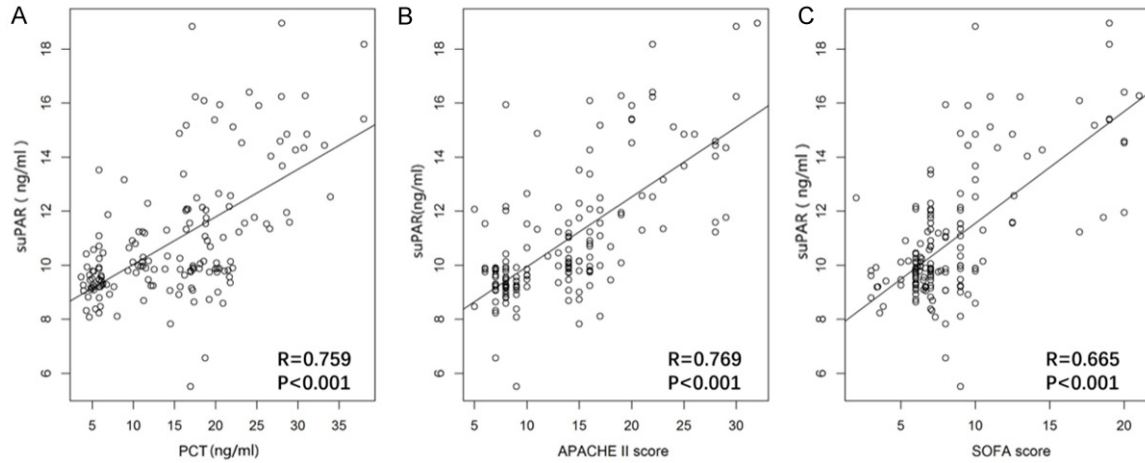 A
suPAR ( ng/ml )
18
16
14
12
10
8
6
R=0.759
P<0.001
5 10 15 20 25 30 35
PCT(ng/ml)
B
suPAR(ng/ml)
18
16
14
12
10
8
6
R=0.769
P<0.001
5 10 15 20 25 30
APACHE II score
C
suPAR ( ng/ml )
18
16
14
12
10
8
6
R=0.665
P<0.001
5 10 15 20
SOFA score